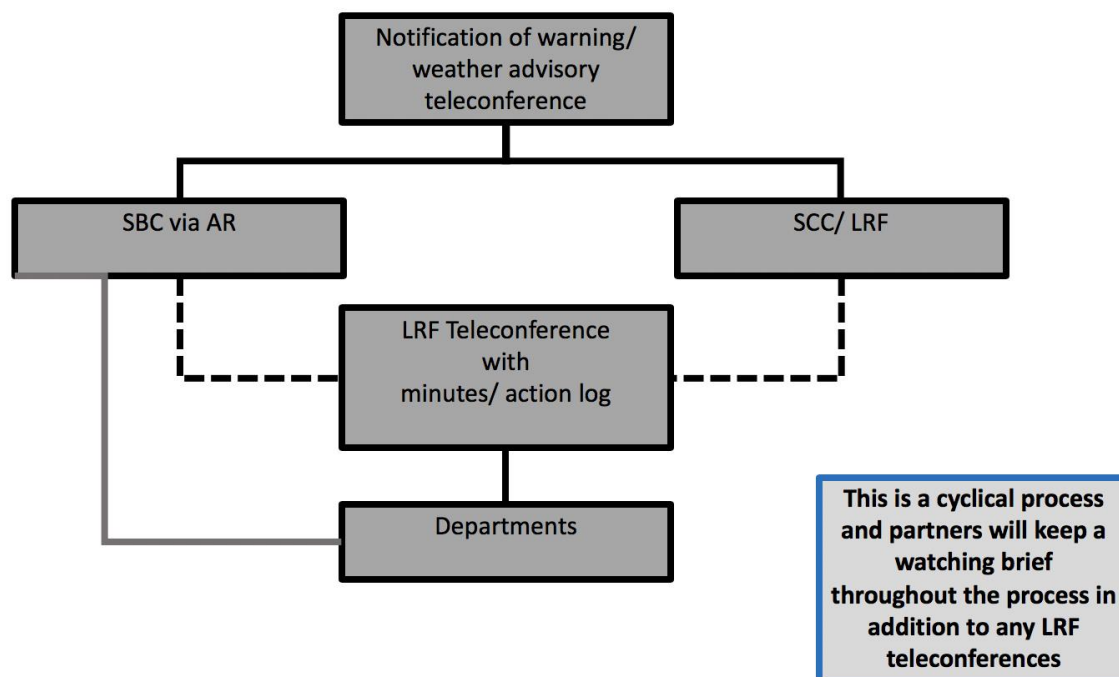 Notification of warning/
weather advisory
teleconference
SBC via AR
SCC/ LRF
LRF Teleconference
with
minutes/ action log
Departments
This is a cyclical process
and partners will keep a
watching brief
throughout the process in
addition to any LRF
teleconferences